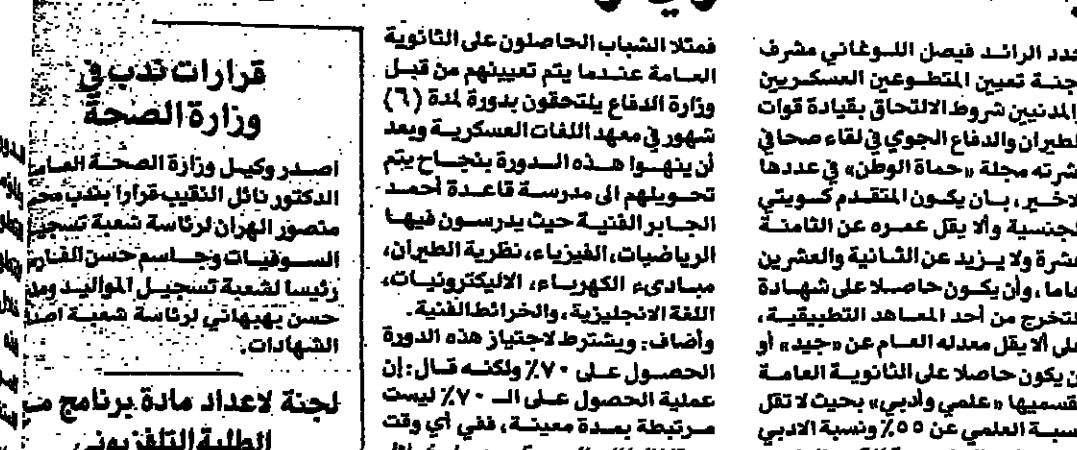 حدد الرائد فيصل اللوغاني مشرف
لجنة تعيين المتطوعين العسكريين
والمدنيين شروط الالتحاق بقيادة قوات
الطيران والدفاع الجوي في لقاء صحافي
نشرته مجلة «حماة الوطن» في عددها
الاخير، بـان يكون المتقدم كويتي
الجنسية وألا يقل عمره عن الثامنة
عشرة ولا يزيد عن الثانية والعشرين
عاما، وأن يكون حاصلا على شهادة
التخرج من أحد المعاهد التطبيقية،
على ألا يقل معدله العام عن «جيد» أو
أن يكون حاصلا على الثانوية العامة
بقسميها «علمي وأدبي» بحيث لا تقل
نسبة العلمي عن ٥٥٪ ونسبة الادبي
فمثلا الشباب الحاصلون على الثانوية
العامة عندما يتم تعيينهم من قبل
وزارة الدفاع يلتحقون بدورة لمدة (٦)
شهور في معهد اللغات العسكرية وبعد
أن ينهوا هذه الدورة بنجاح يتم
تحويلهم الى مدرسة قاعدة أحمد
الجابر الفنية حيث يدرسون فيها
الرياضيات، الفيزياء، نظرية الطيران،
مبادىء الكهرباء، الاليكترونيات،
اللغة الانجليزية، والخرائط الفنية.
وأضاف: ويشترط لاجتياز هذه الدورة
الحصول على ٧٠٪ ولكنه قال: إن
عملية الحصول على الـ ٧٠٪ ليست
مرتبطة بمدة معينة، ففي أي وقت
قرارات ندب في
وزارة الصحة
اصدر وكيل وزارة الصحة العامة
الدكتور نائل النقيب قرارا بندب
منصور الهران لرئاسة شعبة تسجيل
السوفيات وجاسم حسن
رئيسا لشعبة تسجيل المواليد
حسن بهبهاني لرئاسة شعبة
الشهادات.
لجنة لاعداد مادة برنامج
الطلبة التلفزيوني